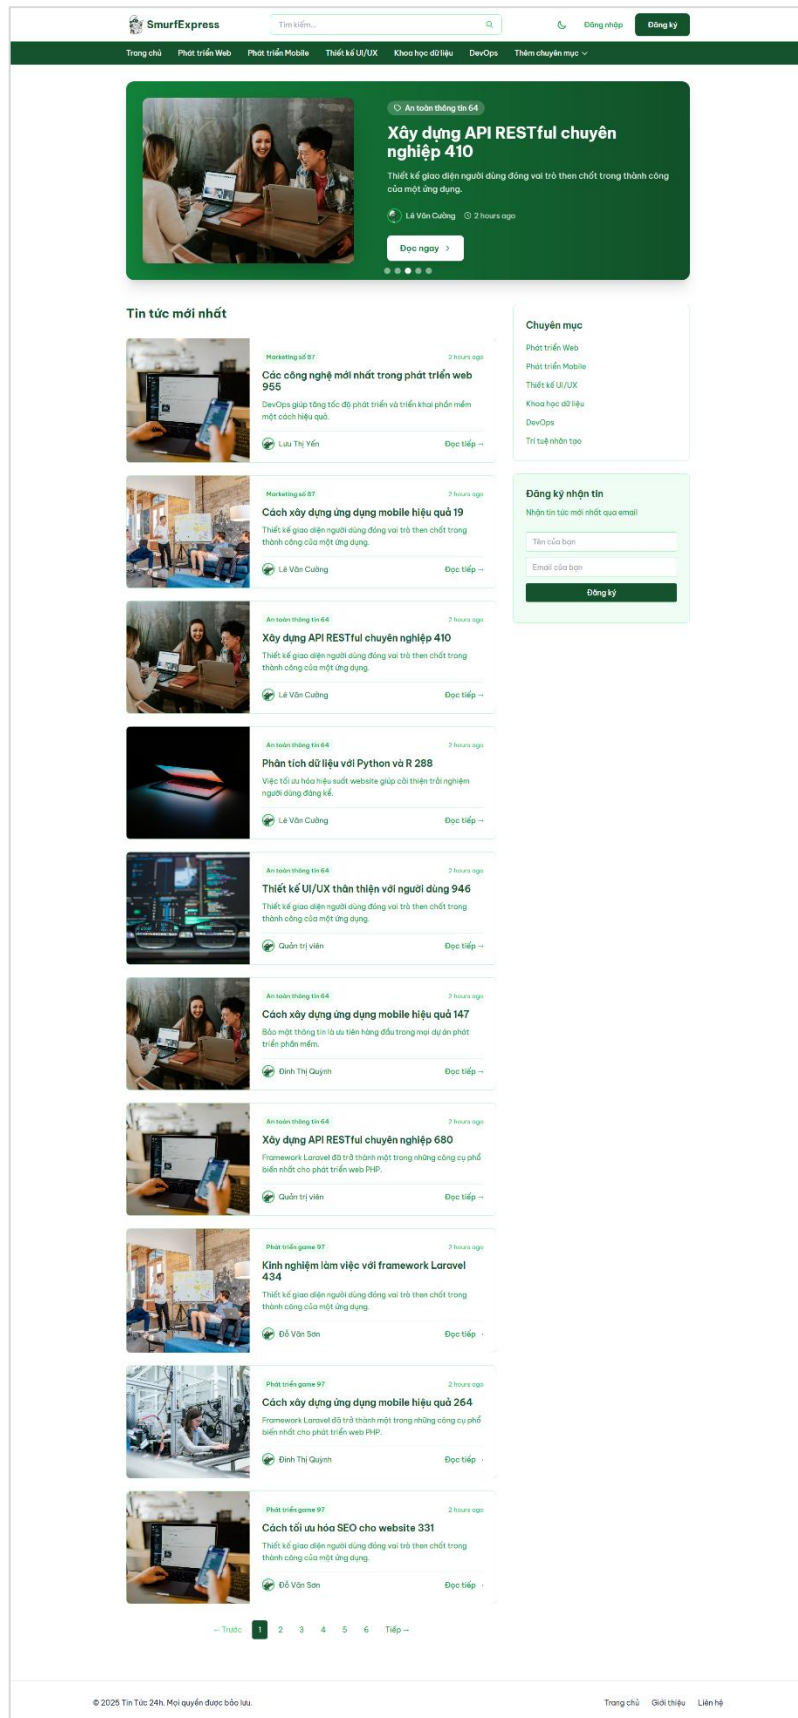 SmurfExpress
Tìm kiếm...
Đăng nhập
Đăng ký
Trang chủ
Phát triển Web
Phát triển Mobile
Thiết kế UI/UX
Khoa học dữ liệu
DevOps
Thêm chuyên mục
An toàn thông tin 64
Xây dựng API RESTful chuyên
nghiệp 410
Thiết kế giao diện người dùng đóng vai trò then chốt trong thành công
của một ứng dụng.
Lê Văn Cường
2 hours ago
Đọc ngay
Tin tức mới nhất
Marketing số 87
2 hours ago
Các công nghệ mới nhất trong phát triển web
955
DevOps giúp tăng tốc độ phát triển và triển khai phần mềm
một cách hiệu quả.
Lưu Thị Yến
Đọc tiếp →
Marketing số 87
2 hours ago
Cách xây dựng ứng dụng mobile hiệu quả 19
Thiết kế giao diện người dùng đóng vai trò then chốt trong
thành công của một ứng dụng.
Lê Văn Cường
Đọc tiếp →
An toàn thông tin 64
2 hours ago
Xây dựng API RESTful chuyên nghiệp 410
Thiết kế giao diện người dùng đóng vai trò then chốt trong
thành công của một ứng dụng.
Lê Văn Cường
Đọc tiếp →
An toàn thông tin 64
2 hours ago
Phân tích dữ liệu với Python và R 288
Việc tối ưu hóa hiệu suất website giúp cải thiện trải nghiệm
người dùng đáng kể.
Lê Văn Cường
Đọc tiếp →
An toàn thông tin 64
2 hours ago
Thiết kế UI/UX thân thiện với người dùng 946
Thiết kế giao diện người dùng đóng vai trò then chốt trong
thành công của một ứng dụng.
Quản trị viên
Đọc tiếp →
An toàn thông tin 64
2 hours ago
Cách xây dựng ứng dụng mobile hiệu quả 147
Bảo mật thông tin là ưu tiên hàng đầu trong mọi dự án phát
triển phần mềm.
Đinh Thị Quỳnh
Đọc tiếp →
An toàn thông tin 64
2 hours ago
Xây dựng API RESTful chuyên nghiệp 680
Framework Laravel đã trở thành một trong những công cụ phổ
biến nhất cho phát triển web PHP.
Quản trị viên
Đọc tiếp →
Phát triển game 97
2 hours ago
Kinh nghiệm làm việc với framework Laravel
434
Thiết kế giao diện người dùng đóng vai trò then chốt trong
thành công của một ứng dụng.
Đỗ Văn Sơn
Đọc tiếp
Phát triển game 97
2 hours ago
Cách xây dựng ứng dụng mobile hiệu quả 264
Framework Laravel đã trở thành một trong những công cụ phổ
biến nhất cho phát triển web PHP.
Đinh Thị Quỳnh
Đọc tiếp
Phát triển game 97
2 hours ago
Cách tối ưu hóa SEO cho website 331
Thiết kế giao diện người dùng đóng vai trò then chốt trong
thành công của một ứng dụng.
Đỗ Văn Sơn
Đọc tiếp
← Trước 1 2 3 4 5 6 Tiếp →
Chuyên mục
Phát triển Web
Phát triển Mobile
Thiết kế UI/UX
Khoa học dữ liệu
DevOps
Trí tuệ nhân tạo
Đăng ký nhận tin
Nhận tin tức mới nhất qua email
Tên của bạn
Email của bạn
Đăng ký
© 2025 Tin Tức 24h. Mọi quyền được bảo lưu.
Trang chủ
Giới thiệu
Liên hệ